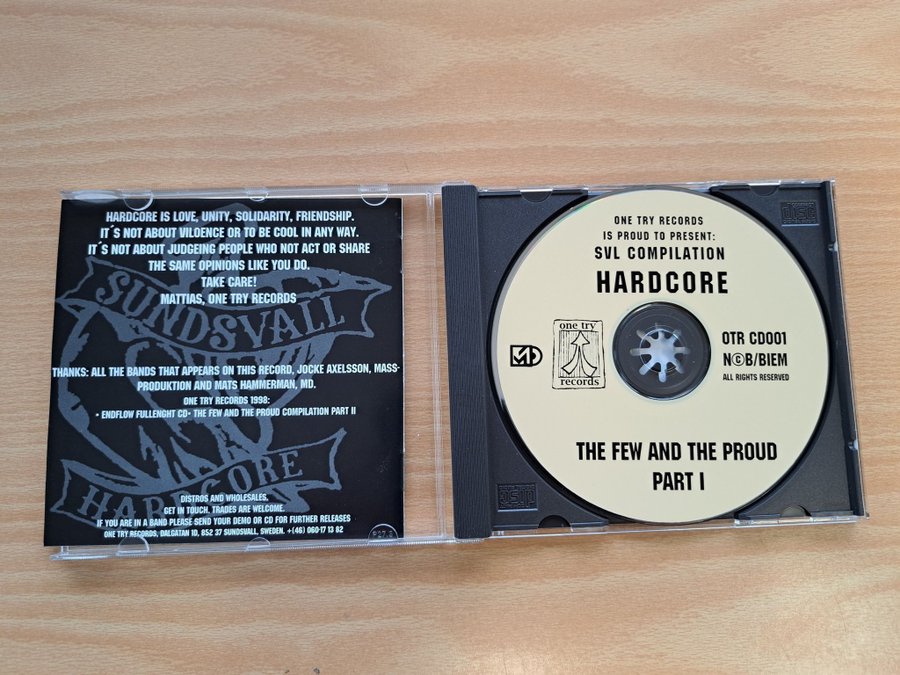 HARDCORE IS LOVE, UNITY, SOLIDARITY, FRIENDSHIP.
IT´S NOT ABOUT VILOENCE OR TO BE COOL IN ANY WAY.
IT´S NOT ABOUT JUDGEING PEOPLE WHO NOT ACT OR SHARE
THE SAME OPINIONS LIKE YOU DO.
TAKE CARE!
MATTIAS, ONE TRY RECORDS
SUNDSVALL
THANKS: ALL THE BANDS THAT APPEARS ON THIS RECORD, JOCKE AXELSSON, MASS-
PRODUKTION AND MATS HAMMERMAN, MD.
ONE TRY RECORDS 1998:
- ENDFLOW FULLENGHT CD- THE FEW AND THE PROUD COMPILATION PART II
HARDCORE
DISTROS AND WHOLESALES,
GET IN TOUCH. TRADES ARE WELCOME.
IF YOU ARE IN A BAND PLEASE SEND YOUR DEMO OR CD FOR FURTHER RELEASES
ONE TRY RECORDS, DALGATAN 1D, 852 37 SUNDSVALL, SWEDEN. +(46) 060-17 13 82
ONE TRY RECORDS
IS PROUD TO PRESENT:
SVL COMPILATION
HARDCORE
MD
one try
records
OTR CD001
N©B/BIEM
ALL RIGHTS RESERVED
THE FEW AND THE PROUD
PART I
disc
disc